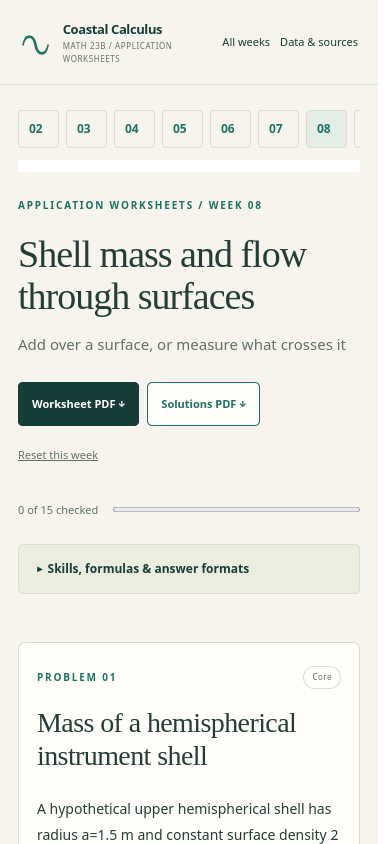 Coastal Calculus
MATH 23B / APPLICATION
WORKSHEETS
All weeks Data & sources
02 03 04 05 06 07 08
APPLICATION WORKSHEETS / WEEK 08
Shell mass and flow
through surfaces
Add over a surface, or measure what crosses it
Worksheet PDF ↓ Solutions PDF ↓
Reset this week
0 of 15 checked
▸ Skills, formulas & answer formats
PROBLEM 01 Core
Mass of a hemispherical
instrument shell
A hypothetical upper hemispherical shell has
radius a=1.5 m and constant surface density 2